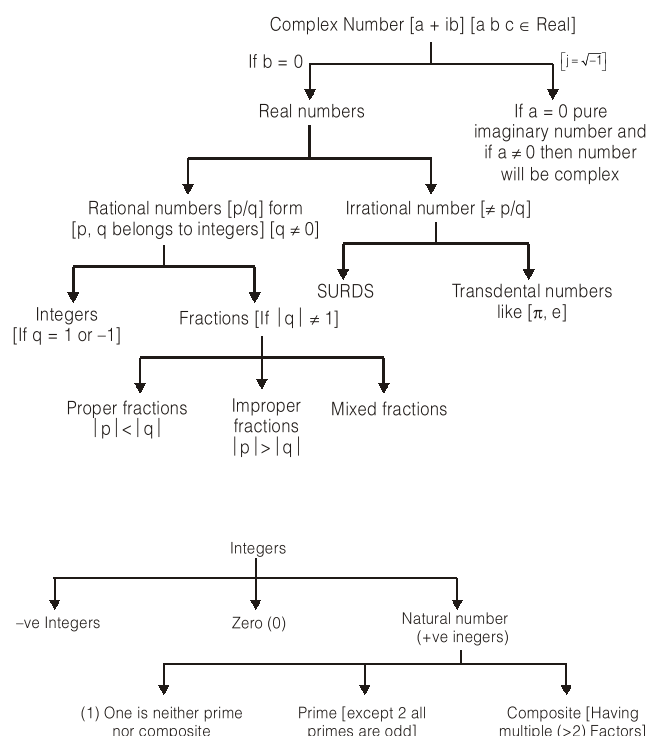 Complex Number [a + ib] [a b c ∈ Real]
If b = 0
[j = √−1]
Real numbers
If a = 0 pure
imaginary number and
if a ≠ 0 then number
will be complex
Rational numbers [p/q] form
[p, q belongs to integers] [q ≠ 0]
Irrational number [≠ p/q]
SURDS
Transdental numbers
like [π, e]
Integers
[If q = 1 or –1]
Fractions [If |q| ≠ 1]
Proper fractions
|p| < |q|
Improper
fractions
|p| > |q|
Mixed fractions
Integers
–ve Integers
Zero (0)
Natural number
(+ve inegers)
(1) One is neither prime
nor composite
Prime [except 2 all
primes are odd]
Composite [Having
multiple (>2) Factors]